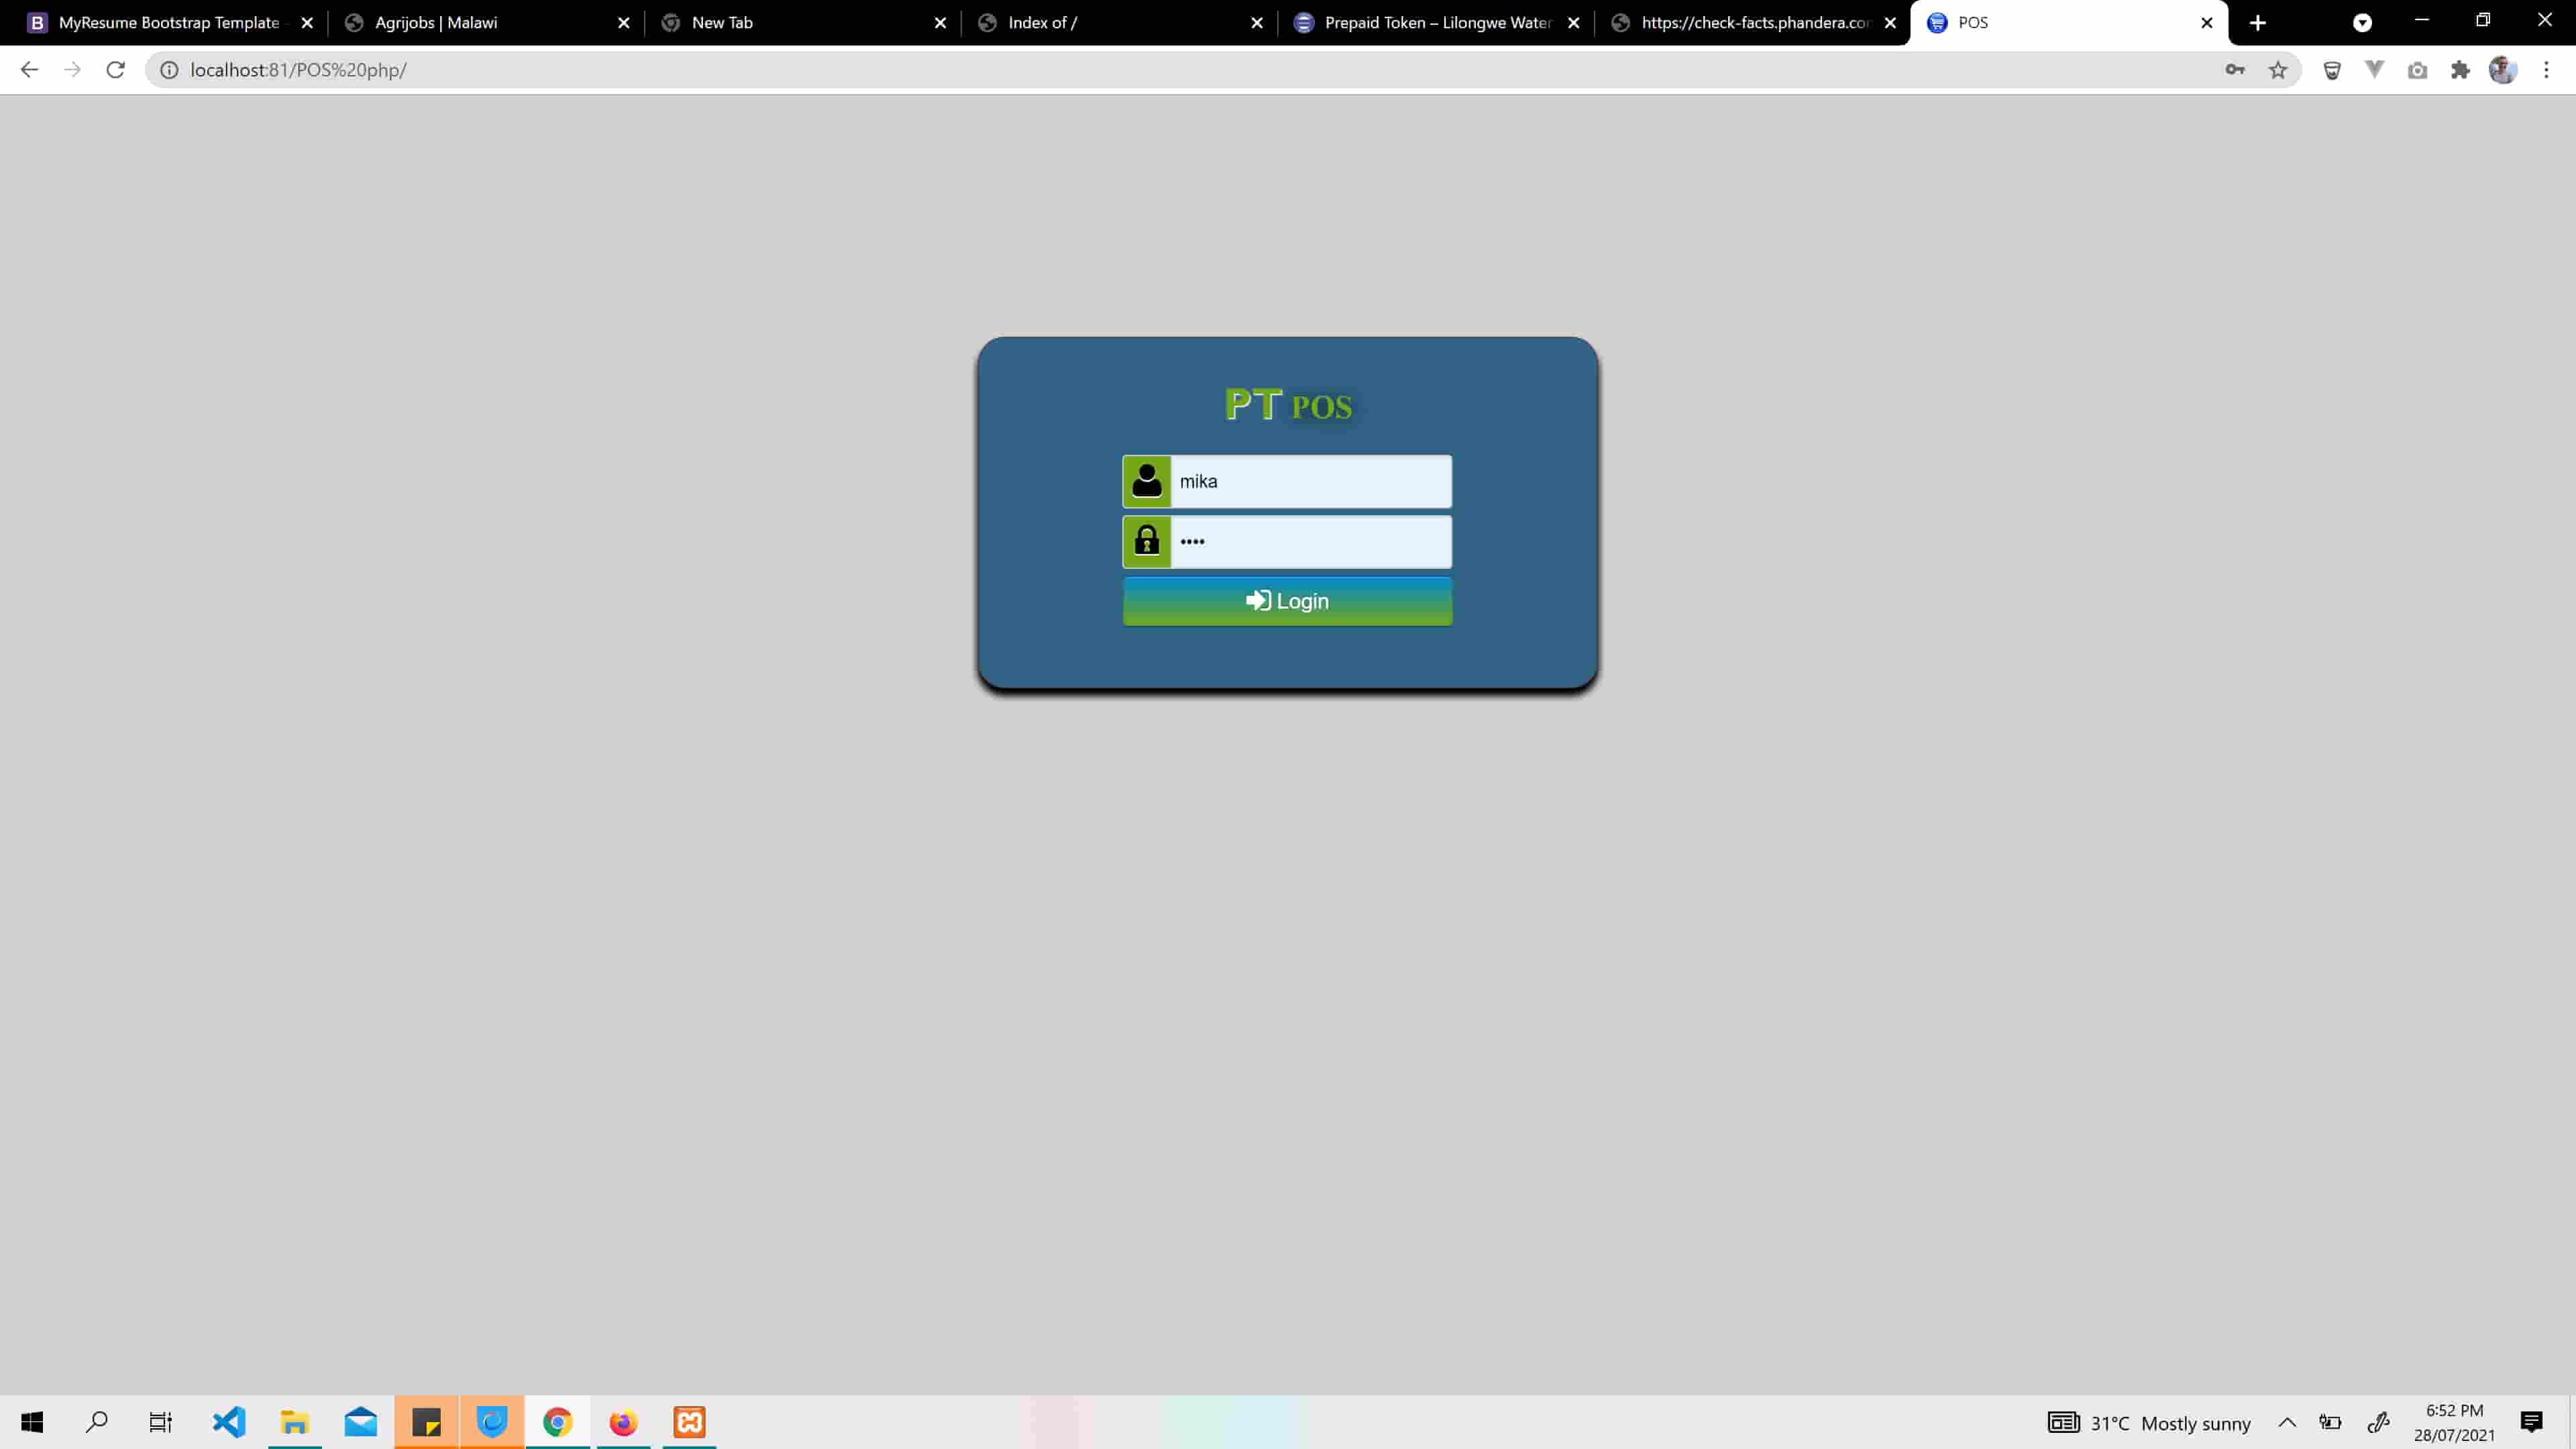 MyResume Bootstrap Template -
Agrijobs | Malawi
New Tab
Index of /
Prepaid Token – Lilongwe Water
https://check-facts.phandera.con
POS
localhost:81/POS%20php/
PT POS
mika
••••
Login
31°C Mostly sunny
6:52 PM
28/07/2021